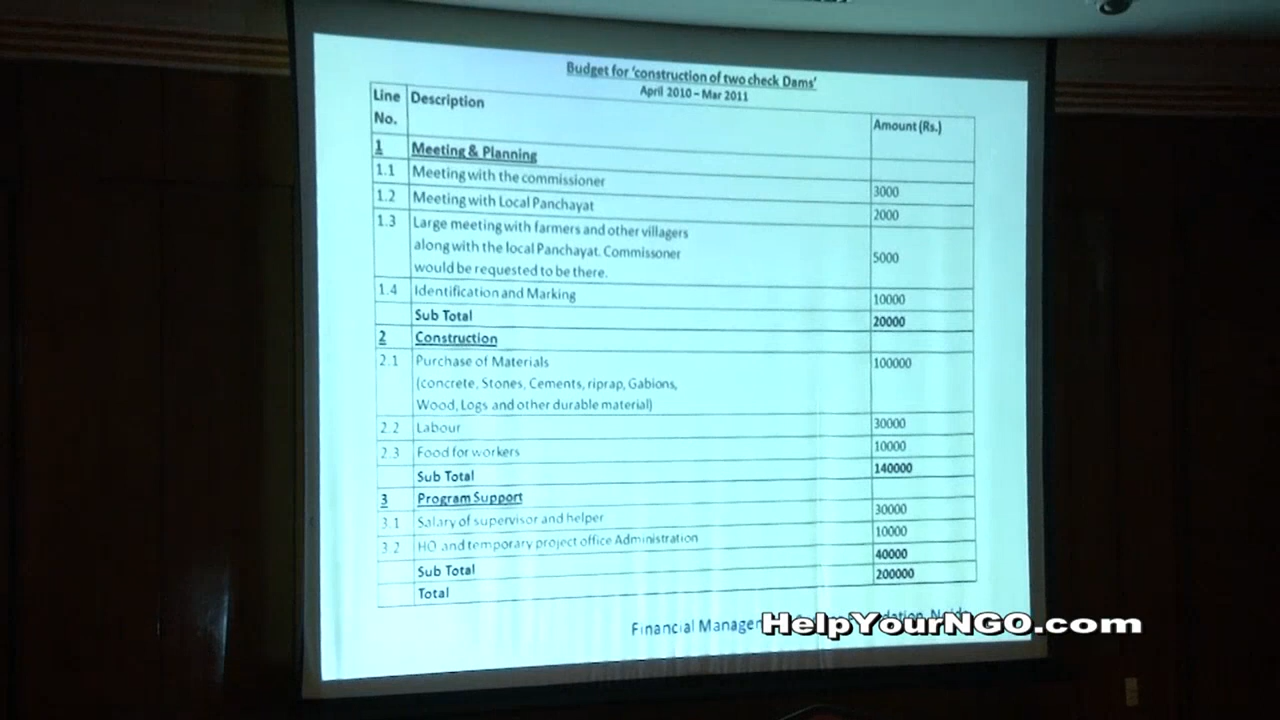 Budget for 'construction of two check Dams'
April 2010 – Mar 2011
Line No. Description Amount (Rs.)
1 Meeting & Planning
1.1 Meeting with the commissioner 3000
1.2 Meeting with Local Panchayat 2000
1.3 Large meeting with farmers and other villagers
along with the local Panchayat. Commissoner 5000
would be requested to be there.
1.4 Identification and Marking 10000
Sub Total 20000
2 Construction
2.1 Purchase of Materials 100000
(concrete, Stones, Cements, riprap, Gabions,
Wood, Logs and other durable material)
2.2 Labour 30000
2.3 Food for workers 10000
Sub Total 140000
3 Program Support
3.1 Salary of supervisor and helper 30000
3.2 HO and temporary project office Administration 10000
Sub Total 40000
Total 200000
Financial
HelpYourNGO.com